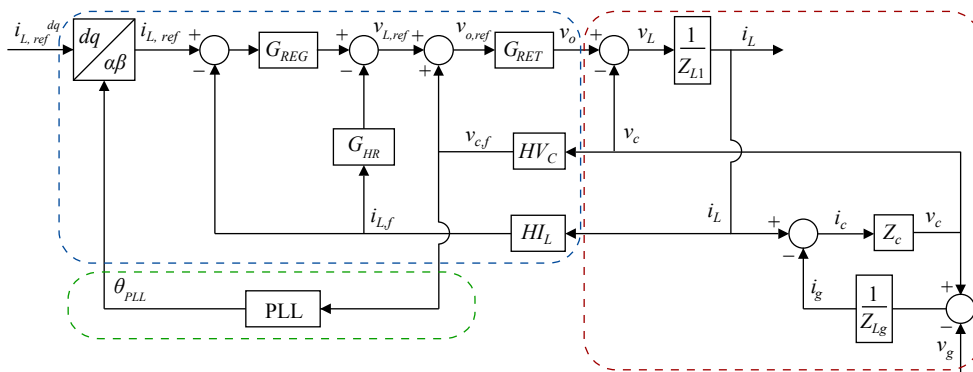 i_{L, ref}^{dq}
dq
αβ
i_{L, ref}
+
−
G_{REG}
+
−
v_{L,ref}
+
+
v_{o,ref}
G_{RET}
v_o
+
−
v_L
1
Z_{L1}
i_L
G_{HR}
v_{c,f}
HV_C
v_c
i_{L,f}
HI_L
i_L
+
−
i_c
Z_c
v_c
θ_{PLL}
PLL
i_g
1
Z_{Lg}
+
−
v_g